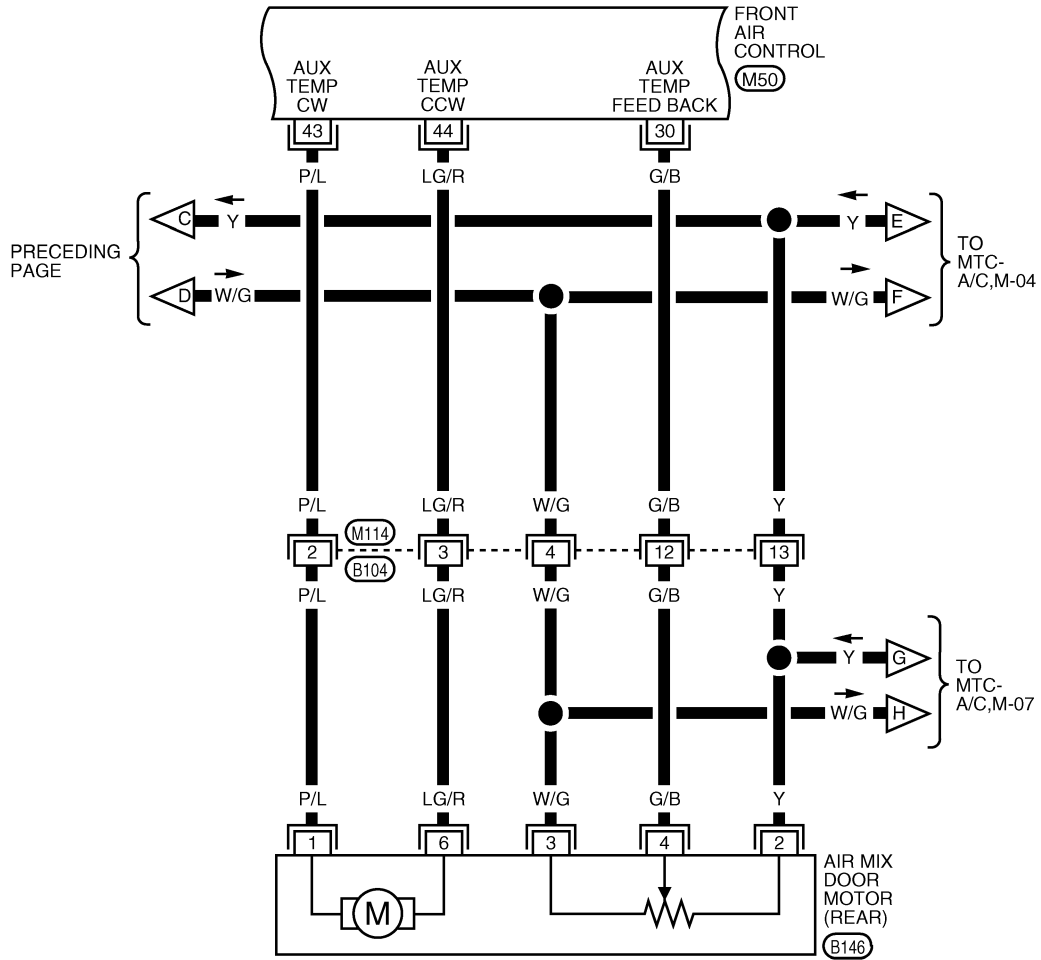 FRONT
AIR
CONTROL
M50
AUX
TEMP
CW
AUX
TEMP
CCW
AUX
TEMP
FEED BACK
43
44
30
P/L
LG/R
G/B
PRECEDING
PAGE
C
Y
Y
E
D
W/G
W/G
F
TO
MTC-
A/C,M-04
P/L
LG/R
W/G
G/B
Y
M114
2
3
4
12
13
B104
P/L
LG/R
W/G
G/B
Y
Y
G
W/G
H
TO
MTC-
A/C,M-07
P/L
LG/R
W/G
G/B
Y
1
6
3
4
2
M
AIR MIX
DOOR
MOTOR
(REAR)
B146